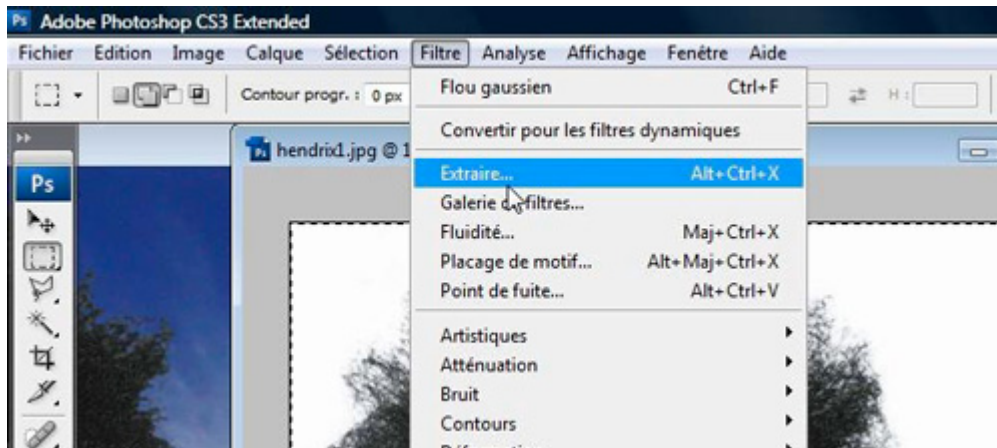 Ps Adobe Photoshop CS3 Extended
Fichier Edition Image Calque Sélection Filtre Analyse Affichage Fenêtre Aide
Contour progr. : 0 px
H :
Flou gaussien Ctrl+F
Convertir pour les filtres dynamiques
hendrix1.jpg @ 1
Extraire... Alt+Ctrl+X
Ps
Galerie de filtres...
Fluidité... Maj+Ctrl+X
Placage de motif... Alt+Maj+Ctrl+X
Point de fuite... Alt+Ctrl+V
Artistiques
Atténuation
Bruit
Contours